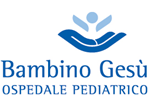 Bambino Gesù
OSPEDALE PEDIATRICO